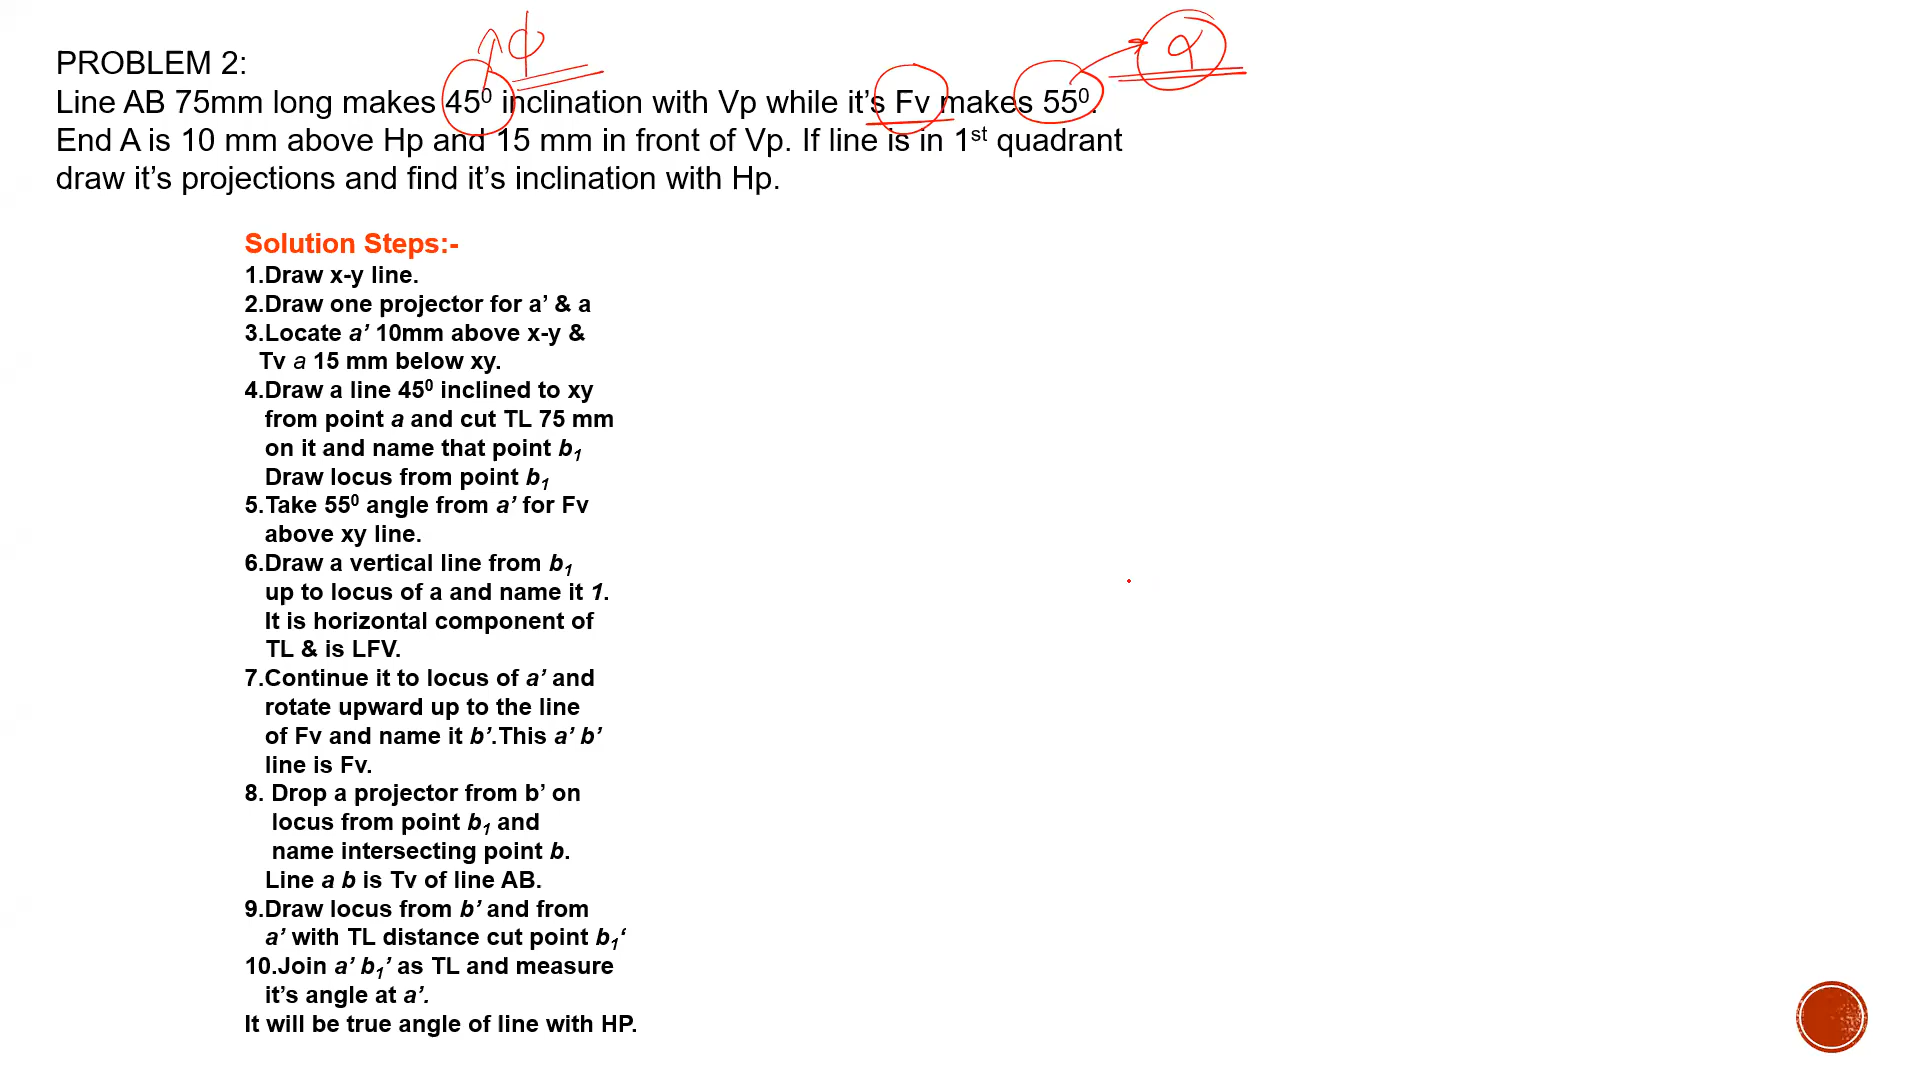 ϕ
α
PROBLEM 2:
Line AB 75mm long makes 45⁰ inclination with Vp while it’s Fv makes 55⁰.
End A is 10 mm above Hp and 15 mm in front of Vp. If line is in 1ˢᵗ quadrant
draw it’s projections and find it’s inclination with Hp.
Solution Steps:-
1.Draw x-y line.
2.Draw one projector for a’ & a
3.Locate a’ 10mm above x-y &
Tv a 15 mm below xy.
4.Draw a line 45⁰ inclined to xy
from point a and cut TL 75 mm
on it and name that point b₁
Draw locus from point b₁
5.Take 55⁰ angle from a’ for Fv
above xy line.
6.Draw a vertical line from b₁
up to locus of a and name it 1.
It is horizontal component of
TL & is LFV.
7.Continue it to locus of a’ and
rotate upward up to the line
of Fv and name it b’.This a’ b’
line is Fv.
8. Drop a projector from b’ on
locus from point b₁ and
name intersecting point b.
Line a b is Tv of line AB.
9.Draw locus from b’ and from
a’ with TL distance cut point b₁‘
10.Join a’ b₁’ as TL and measure
it’s angle at a’.
It will be true angle of line with HP.